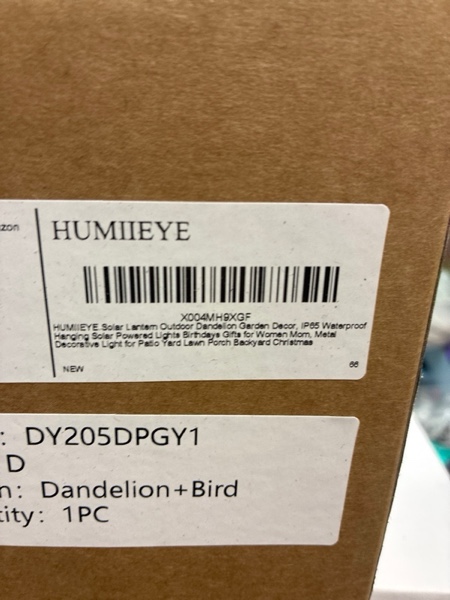 zon
HUMIIEYE
X004MH9XGF
HUMIIEYE Solar Lantern Outdoor Dandelion Garden Decor, IP65 Waterproof
Hanging Solar Powered Lights Birthdays Gifts for Women Mom, Metal
Decorative Light for Patio Yard Lawn Porch Backyard Christmas
NEW
66
: DY205DPGY1
D
n: Dandelion+Bird
tity: 1PC